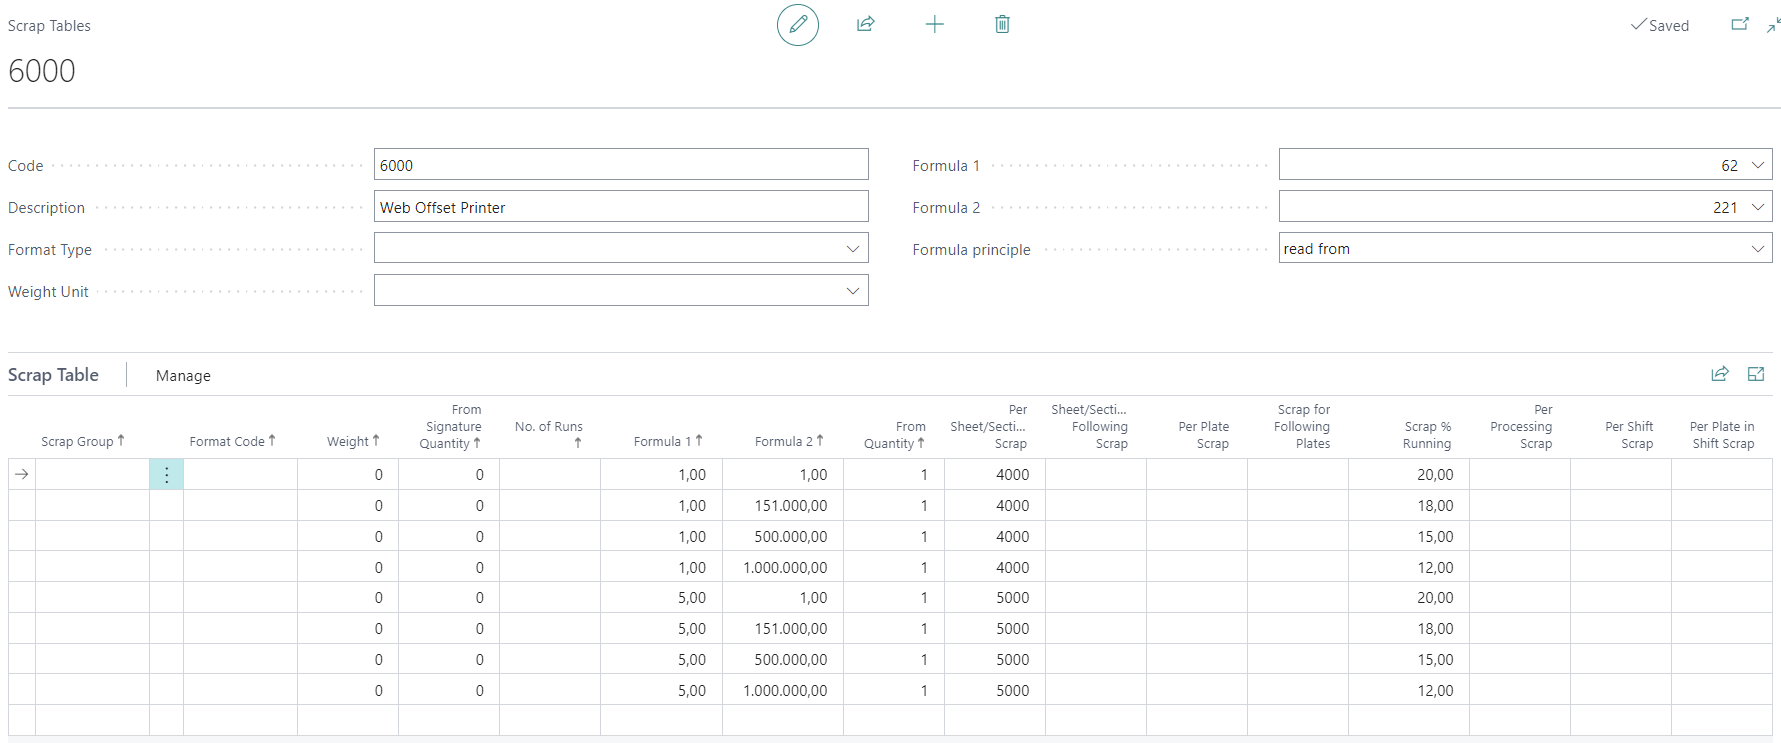 Scrap Tables
Saved
6000
Code 6000
Formula 1 62
Description Web Offset Printer
Formula 2 221
Format Type
Formula principle read from
Weight Unit
Scrap Table Manage
Scrap Group ↑ Format Code ↑ Weight ↑ From Signature Quantity ↑ No. of Runs ↑ Formula 1 ↑ Formula 2 ↑ From Quantity ↑ Per Sheet/Secti... Scrap Sheet/Secti... Following Scrap Per Plate Scrap Scrap for Following Plates Scrap % Running Per Processing Scrap Per Shift Scrap Per Plate in Shift Scrap
0 0 1,00 1,00 1 4000 20,00
0 0 1,00 151.000,00 1 4000 18,00
0 0 1,00 500.000,00 1 4000 15,00
0 0 1,00 1.000.000,00 1 4000 12,00
0 0 5,00 1,00 1 5000 20,00
0 0 5,00 151.000,00 1 5000 18,00
0 0 5,00 500.000,00 1 5000 15,00
0 0 5,00 1.000.000,00 1 5000 12,00